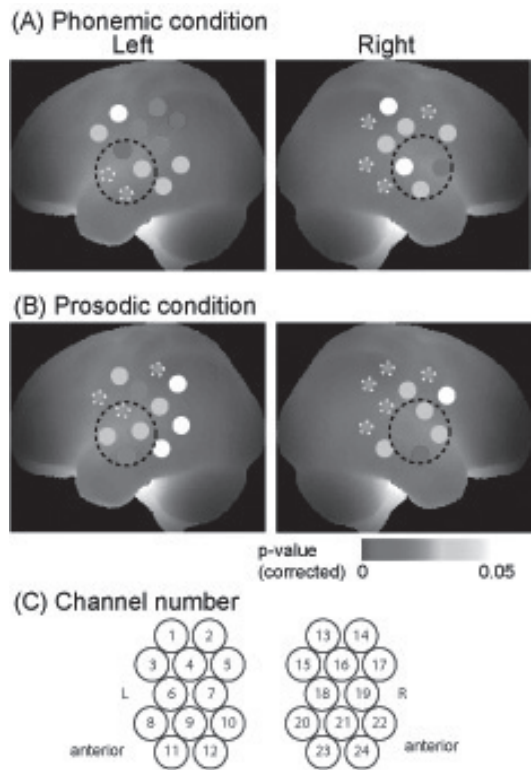 (A) Phonemic condition
Left Right
(B) Prosodic condition
p-value
(corrected) 0 0.05
(C) Channel number
1 2 13 14
3 4 5 15 16 17
L 6 7 18 19 R
8 9 10 20 21 22
anterior 11 12 23 24 anterior